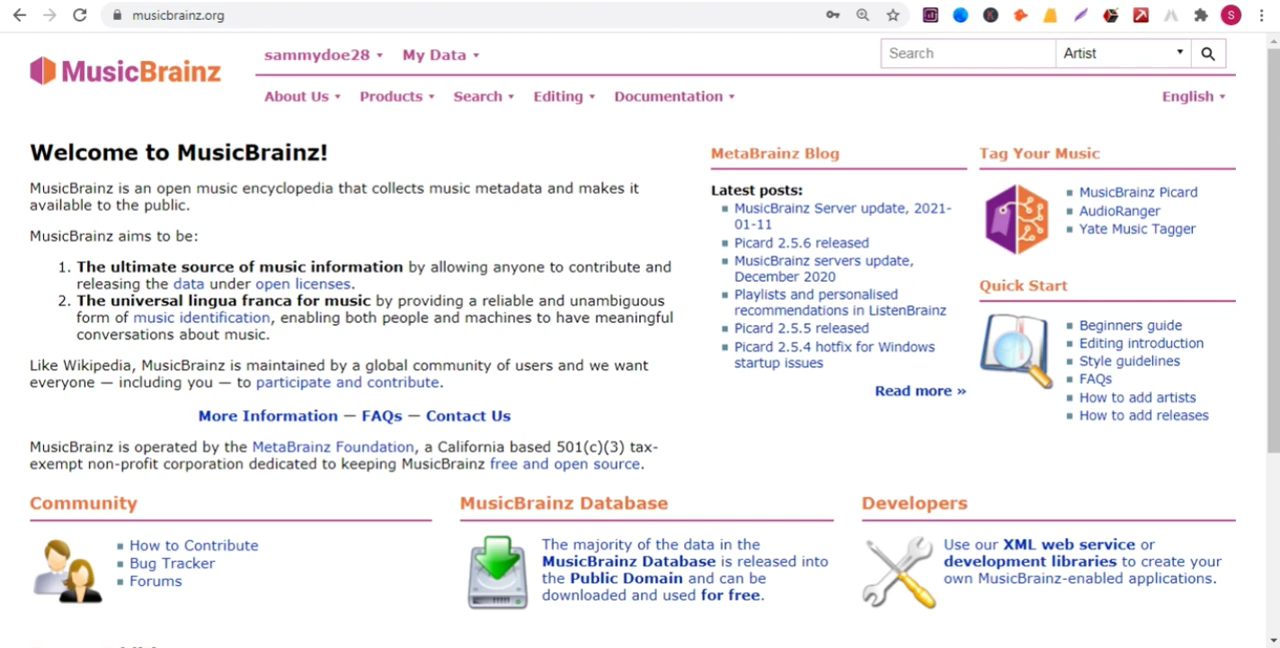 musicbrainz.org
S
MusicBrainz
sammydoe28
My Data
Search
Artist
About Us
Products
Search
Editing
Documentation
English
Welcome to MusicBrainz!
MusicBrainz is an open music encyclopedia that collects music metadata and makes it
available to the public.
MusicBrainz aims to be:
1. The ultimate source of music information by allowing anyone to contribute and
releasing the data under open licenses.
2. The universal lingua franca for music by providing a reliable and unambiguous
form of music identification, enabling both people and machines to have meaningful
conversations about music.
Like Wikipedia, MusicBrainz is maintained by a global community of users and we want
everyone — including you — to participate and contribute.
More Information — FAQs — Contact Us
MusicBrainz is operated by the MetaBrainz Foundation, a California based 501(c)(3) tax-
exempt non-profit corporation dedicated to keeping MusicBrainz free and open source.
MetaBrainz Blog
Latest posts:
MusicBrainz Server update, 2021-
01-11
Picard 2.5.6 released
MusicBrainz servers update,
December 2020
Playlists and personalised
recommendations in ListenBrainz
Picard 2.5.5 released
Picard 2.5.4 hotfix for Windows
startup issues
Read more »
Tag Your Music
MusicBrainz Picard
AudioRanger
Yate Music Tagger
Quick Start
Beginners guide
Editing introduction
Style guidelines
FAQs
How to add artists
How to add releases
Community
How to Contribute
Bug Tracker
Forums
MusicBrainz Database
The majority of the data in the
MusicBrainz Database is released into
the Public Domain and can be
downloaded and used for free.
Developers
Use our XML web service or
development libraries to create your
own MusicBrainz-enabled applications.